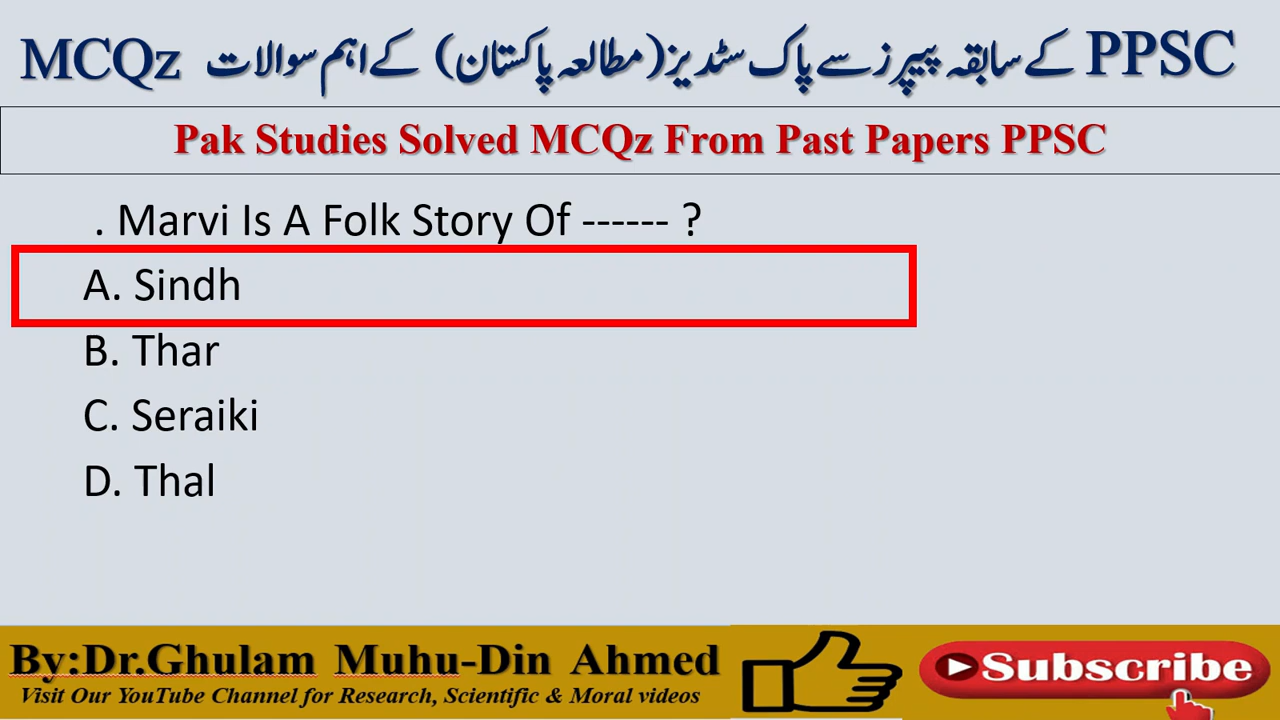 PPSC کے سابقہ پیپرز سے پاک سٹدیز(مطالعہ پاکستان) کے اہم سوالات MCQz
Pak Studies Solved MCQz From Past Papers PPSC
. Marvi Is A Folk Story Of ------ ?
A. Sindh
B. Thar
C. Seraiki
D. Thal
By:Dr.Ghulam Muhu-Din Ahmed
Visit Our YouTube Channel for Research, Scientific & Moral videos
Subscribe